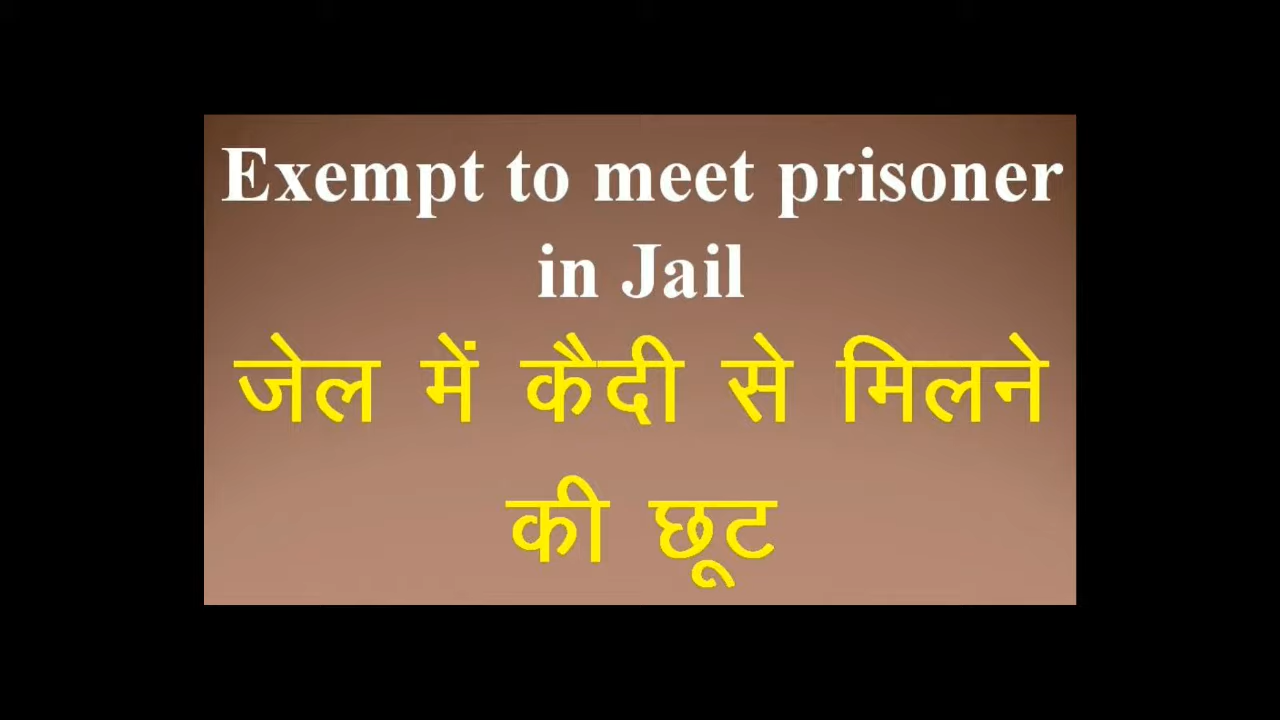 Exempt to meet prisoner
in Jail
जेल में कैदी से मिलने
की छूट